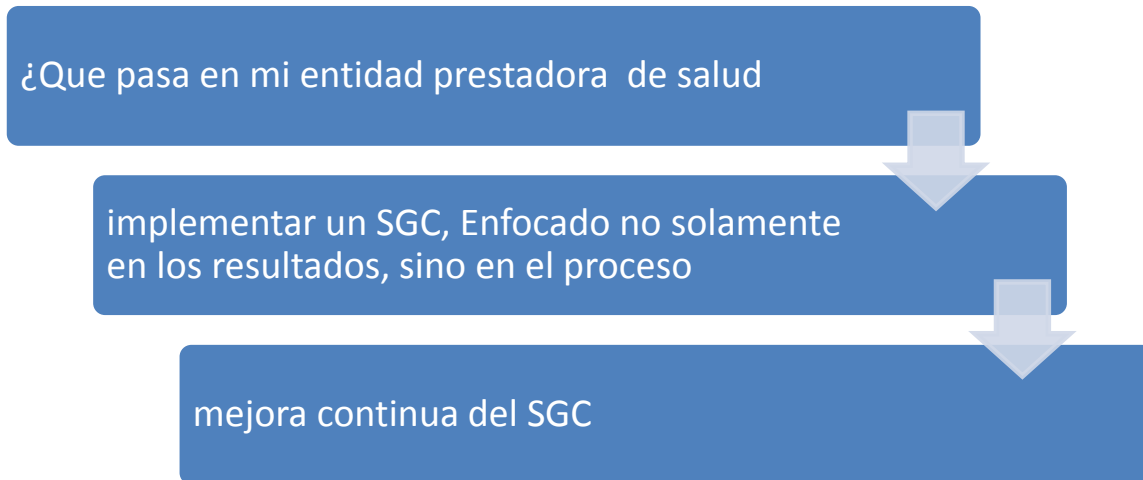 ¿Que pasa en mi entidad prestadora de salud
implementar un SGC, Enfocado no solamente
en los resultados, sino en el proceso
mejora continua del SGC